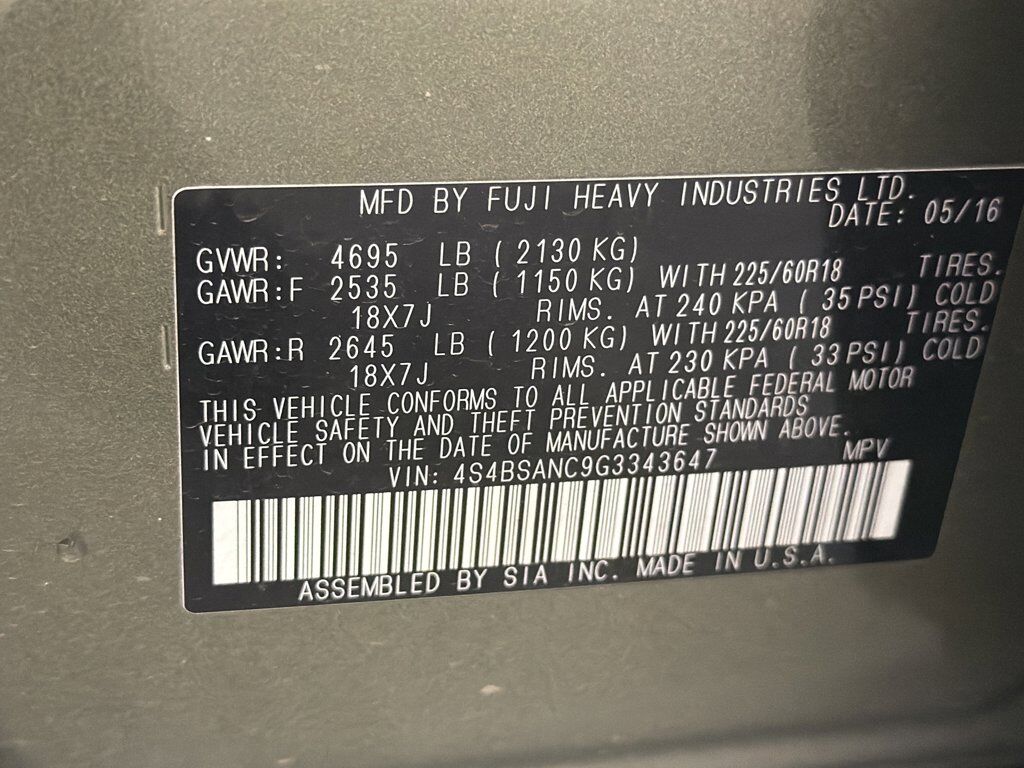 MFD BY FUJI HEAVY INDUSTRIES LTD.
DATE: 05/16
GVWR: 4695 LB ( 2130 KG)
GAWR:F 2535 LB ( 1150 KG) WITH 225/60R18 TIRES.
18X7J RIMS. AT 240 KPA ( 35 PSI) COLD
GAWR:R 2645 LB ( 1200 KG) WITH 225/60R18 TIRES.
18X7J RIMS. AT 230 KPA ( 33 PSI) COLD
THIS VEHICLE CONFORMS TO ALL APPLICABLE FEDERAL MOTOR
VEHICLE SAFETY AND THEFT PREVENTION STANDARDS
IN EFFECT ON THE DATE OF MANUFACTURE SHOWN ABOVE.
VIN: 4S4BSANC9G3343647 MPV
ASSEMBLED BY SIA INC. MADE IN U.S.A.